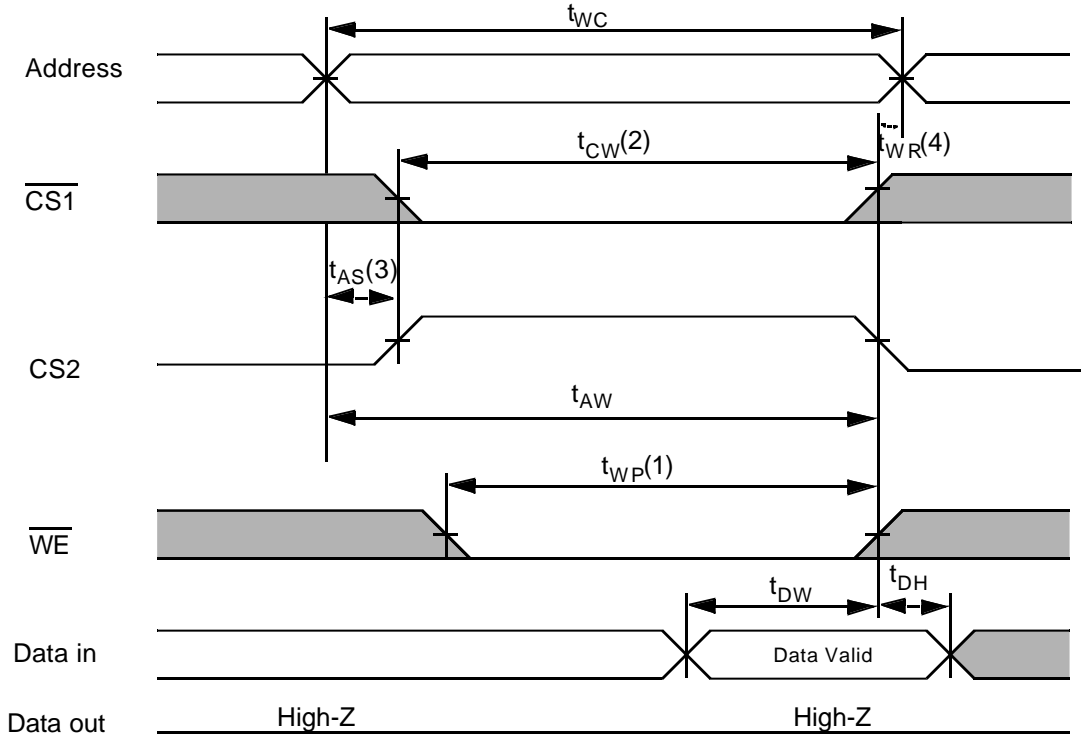 tWC
Address
tCW(2)
tWR(4)
CS1
tAS(3)
CS2
tAW
tWP(1)
WE
tDW
tDH
Data in
Data Valid
Data out
High-Z
High-Z